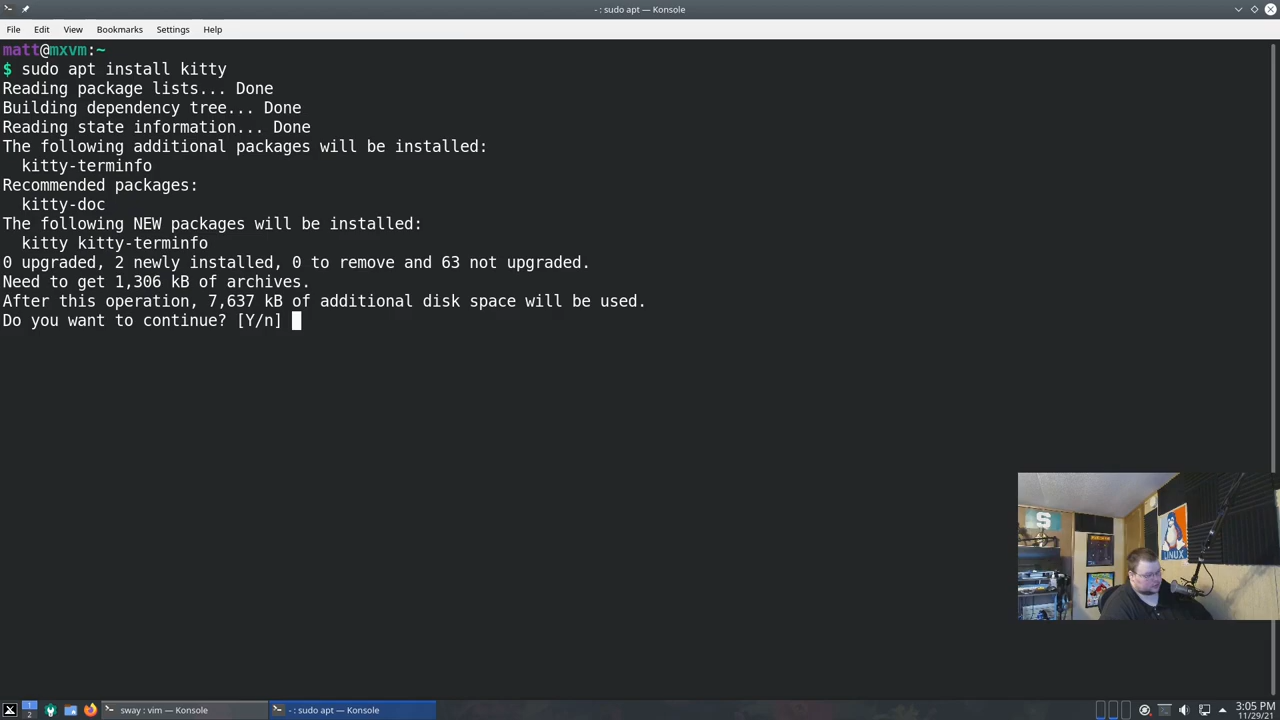 - : sudo apt — Konsole
File Edit View Bookmarks Settings Help
matt@mxvm:~
$ sudo apt install kitty
Reading package lists... Done
Building dependency tree... Done
Reading state information... Done
The following additional packages will be installed:
kitty-terminfo
Recommended packages:
kitty-doc
The following NEW packages will be installed:
kitty kitty-terminfo
0 upgraded, 2 newly installed, 0 to remove and 63 not upgraded.
Need to get 1,306 kB of archives.
After this operation, 7,637 kB of additional disk space will be used.
Do you want to continue? [Y/n]
S
LINUX
1
2
sway : vim — Konsole
- : sudo apt — Konsole
3:05 PM
11/29/21